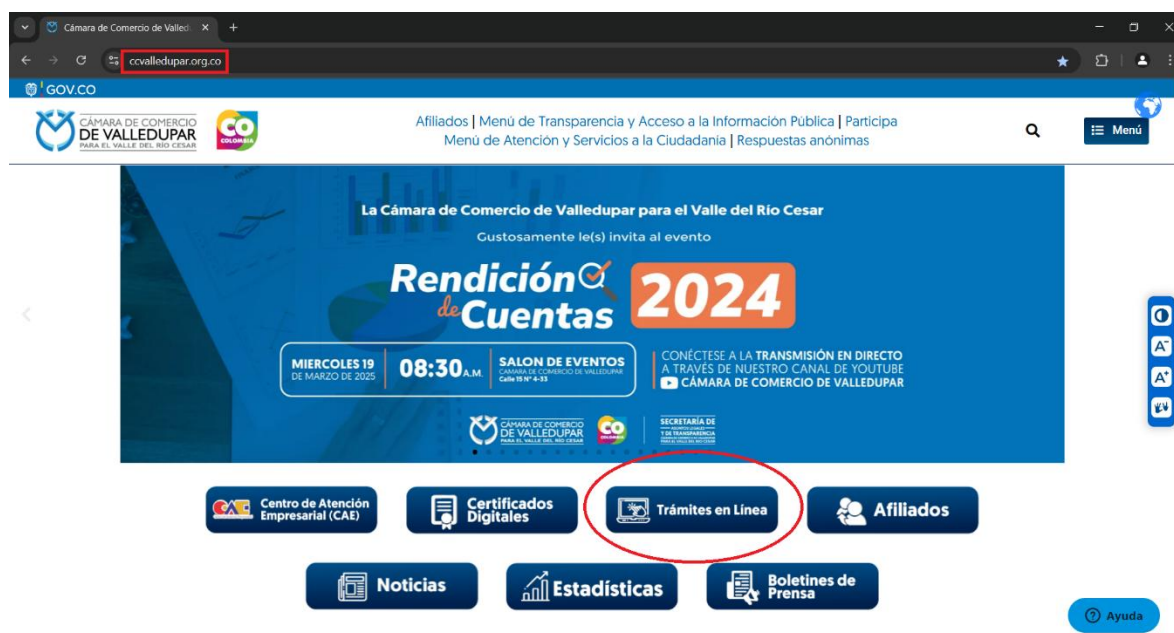 Cámara de Comercio de Valled
ccvalledupar.org.co
GOV.CO
CÁMARA DE COMERCIO
DE VALLEDUPAR
PARA EL VALLE DEL RÍO CESAR
CO
COLOMBIA
Afiliados | Menú de Transparencia y Acceso a la Información Pública | Participa
Menú de Atención y Servicios a la Ciudadanía | Respuestas anónimas
Menú
La Cámara de Comercio de Valledupar para el Valle del Río Cesar
Gustosamente le(s) invita al evento
Rendición
de Cuentas
2024
MIERCOLES 19
DE MARZO DE 2025
08:30 A.M.
SALON DE EVENTOS
CAMARA DE COMERCIO DE VALLEDUPAR
Calle 15 N° 4-33
CONÉCTESE A LA TRANSMISIÓN EN DIRECTO
A TRAVÉS DE NUESTRO CANAL DE YOUTUBE
CÁMARA DE COMERCIO DE VALLEDUPAR
CÁMARA DE COMERCIO
DE VALLEDUPAR
PARA EL VALLE DEL RÍO CESAR
CO
COLOMBIA
SECRETARÍA DE
Y DE TRANSPARENCIA
A-
A+
CAE
Centro de Atención
Empresarial (CAE)
Certificados
Digitales
Trámites en Línea
Afiliados
Noticias
Estadísticas
Boletines de
Prensa
Ayuda